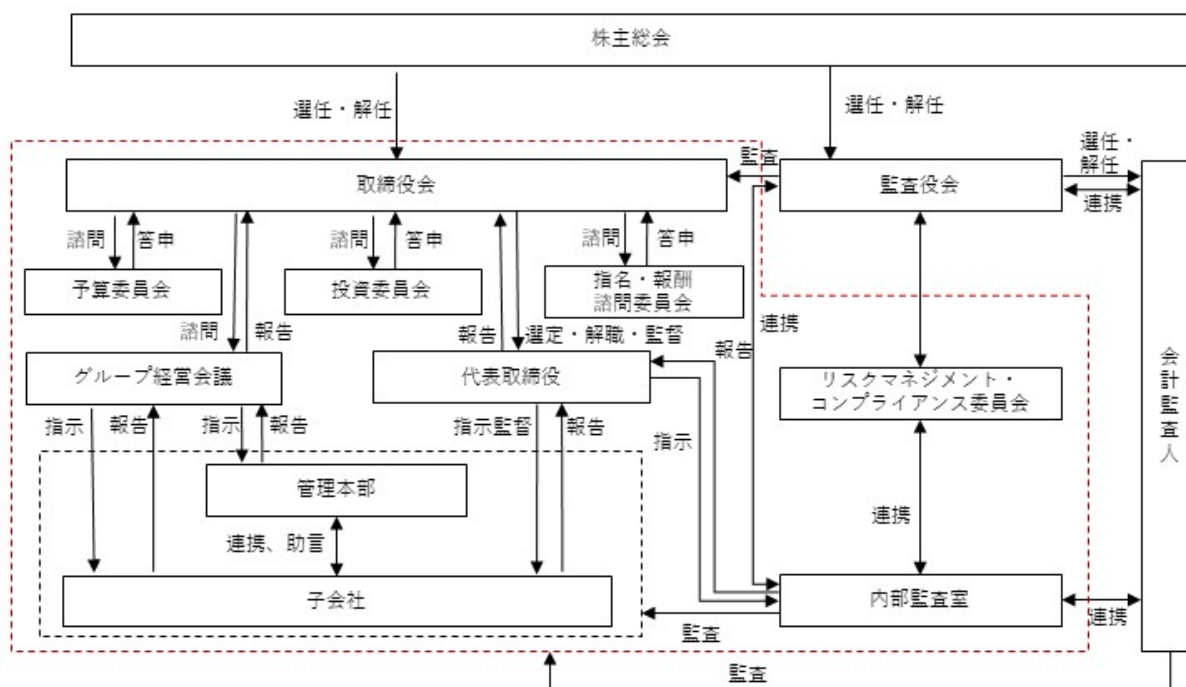 株主総会
選任・解任
選任・解任
選任・
解任
監査
取締役会
監査役会
連携
諮問
答申
諮問
答申
諮問
答申
予算委員会
投資委員会
指名・報酬
諮問委員会
諮問
報告
報告
選定・解職・監督
連携
報告
グループ経営会議
代表取締役
リスクマネジメント・
コンプライアンス委員会
会計監査人
指示
報告
指示
報告
指示監督
報告
指示
管理本部
連携、助言
連携
子会社
内部監査室
監査
連携
監査